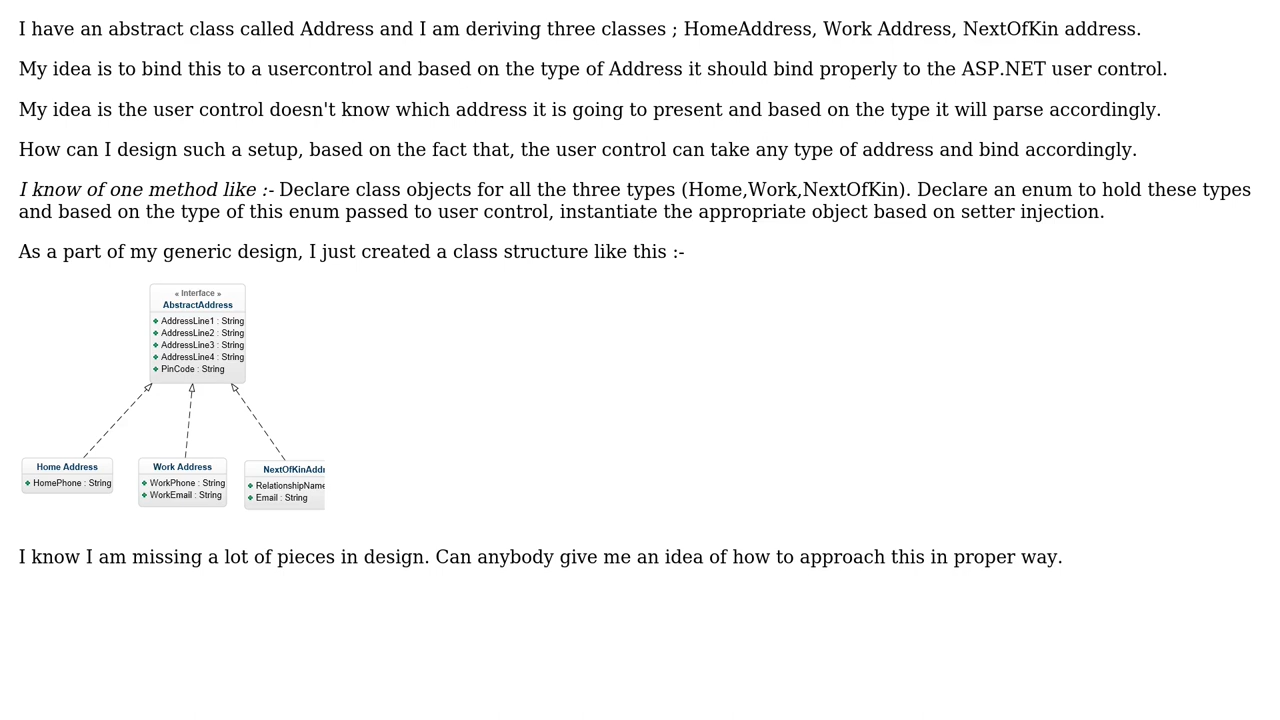 I have an abstract class called Address and I am deriving three classes ; HomeAddress, Work Address, NextOfKin address.
My idea is to bind this to a usercontrol and based on the type of Address it should bind properly to the ASP.NET user control.
My idea is the user control doesn't know which address it is going to present and based on the type it will parse accordingly.
How can I design such a setup, based on the fact that, the user control can take any type of address and bind accordingly.
I know of one method like :- Declare class objects for all the three types (Home,Work,NextOfKin). Declare an enum to hold these types
and based on the type of this enum passed to user control, instantiate the appropriate object based on setter injection.
As a part of my generic design, I just created a class structure like this :-
« Interface »
AbstractAddress
AddressLine1 : String
AddressLine2 : String
AddressLine3 : String
AddressLine4 : String
PinCode : String
Home Address
HomePhone : String
Work Address
WorkPhone : String
WorkEmail : String
NextOfKinAddr
RelationshipName
Email : String
I know I am missing a lot of pieces in design. Can anybody give me an idea of how to approach this in proper way.